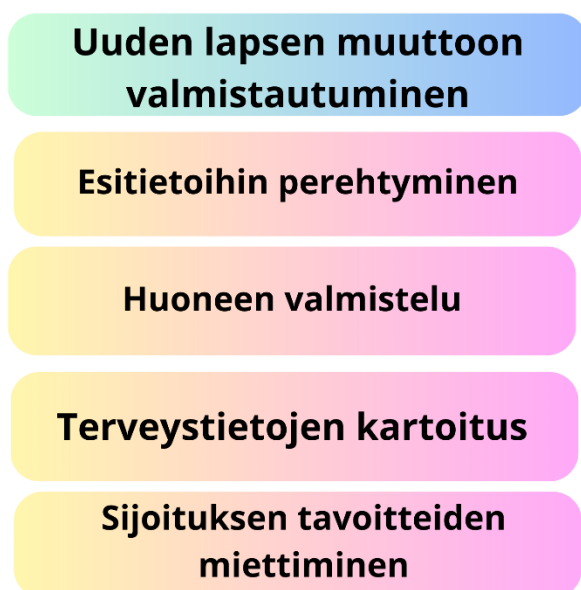 Uuden lapsen muuttoon
valmistautuminen
Esitietoihin perehtyminen
Huoneen valmistelu
Terveystietojen kartoitus
Sijoituksen tavoitteiden
miettiminen